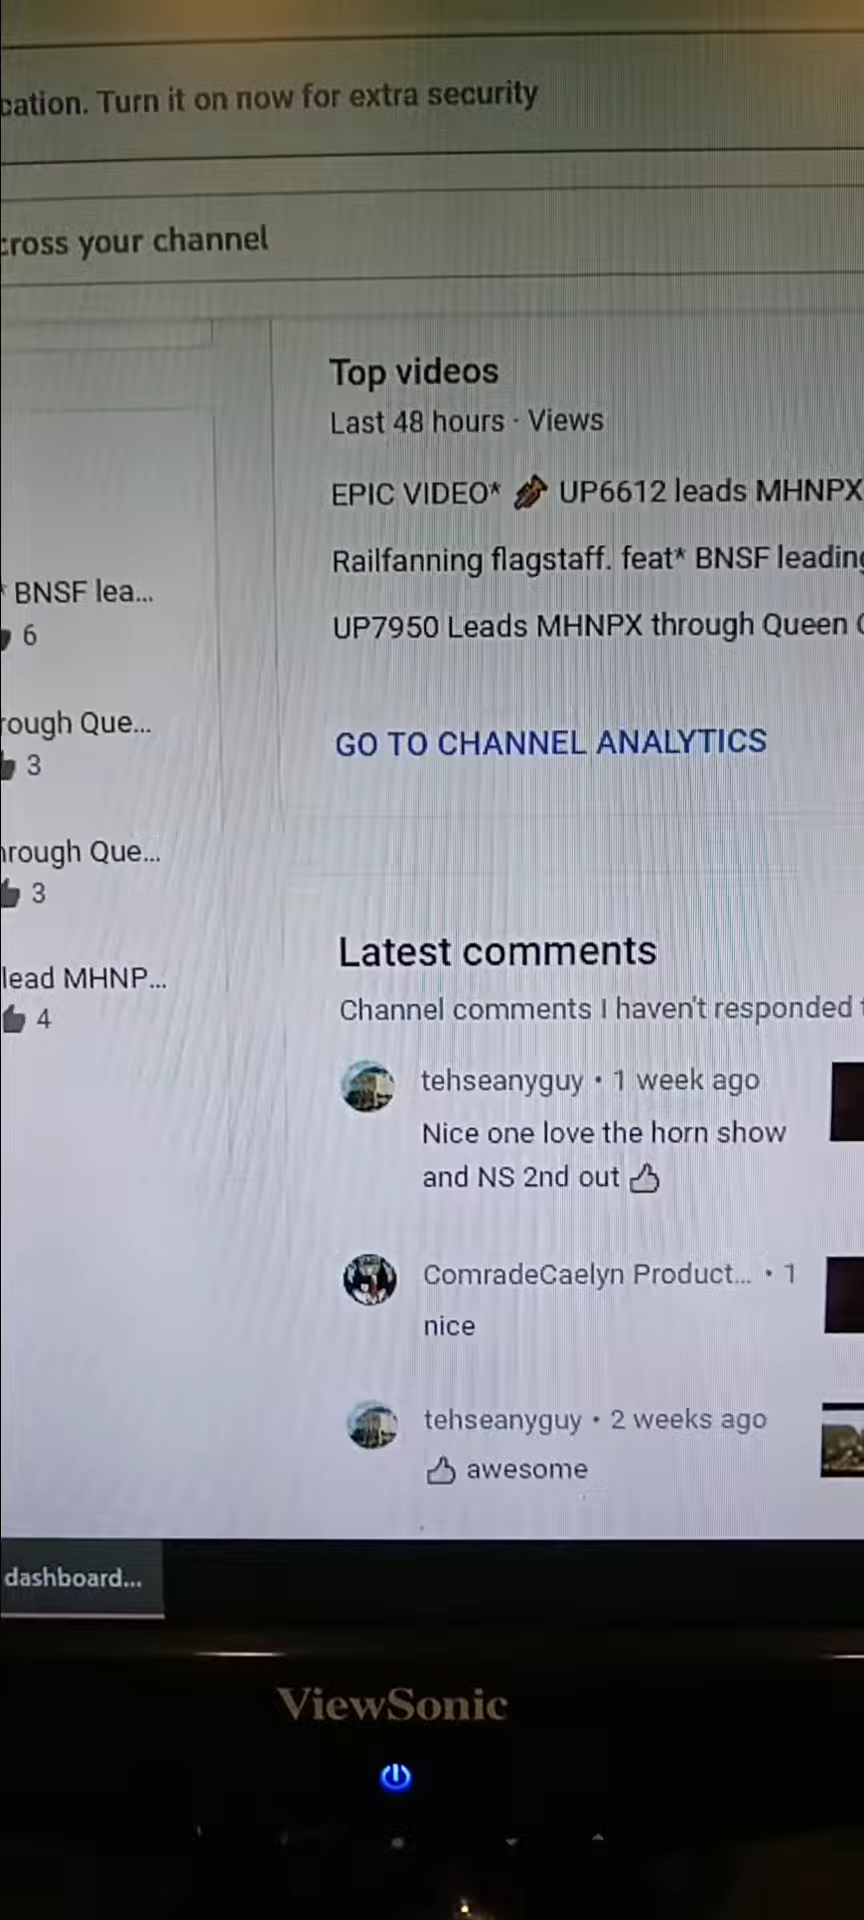 cation. Turn it on now for extra security
cross your channel
Top videos
Last 48 hours · Views
EPIC VIDEO* UP6612 leads MHNPX
Railfanning flagstaff. feat* BNSF leading
UP7950 Leads MHNPX through Queen
GO TO CHANNEL ANALYTICS
* BNSF lea...
6
rough Que...
3
hrough Que...
3
lead MHNP...
4
Latest comments
Channel comments I haven't responded
tehseanyguy • 1 week ago
Nice one love the horn show
and NS 2nd out 👍
ComradeCaelyn Product... • 1
nice
tehseanyguy • 2 weeks ago
👍 awesome
dashboard...
ViewSonic